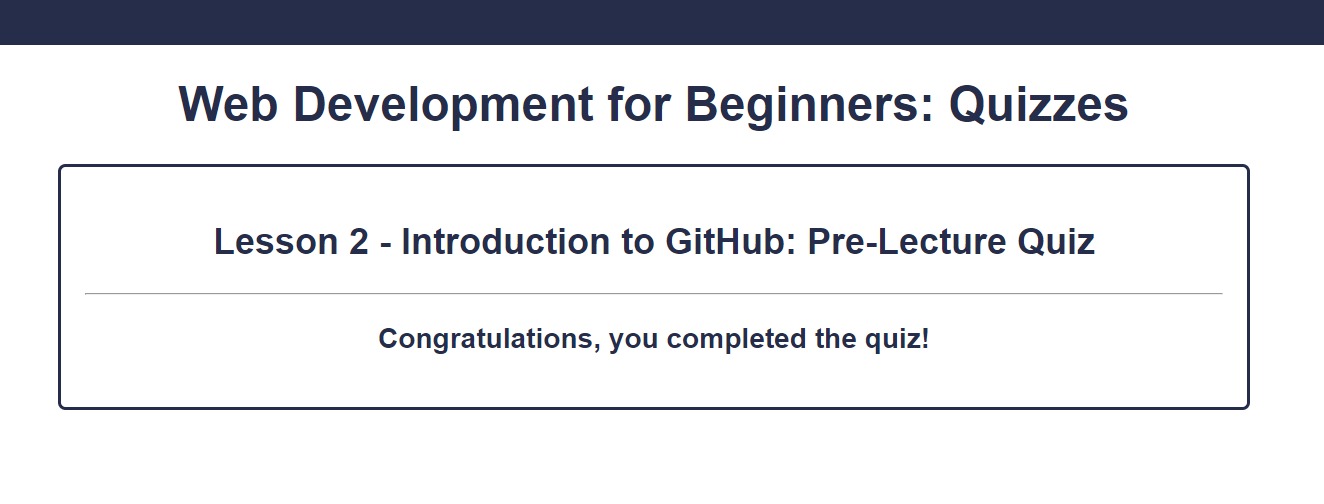 Web Development for Beginners: Quizzes
Lesson 2 - Introduction to GitHub: Pre-Lecture Quiz
Congratulations, you completed the quiz!